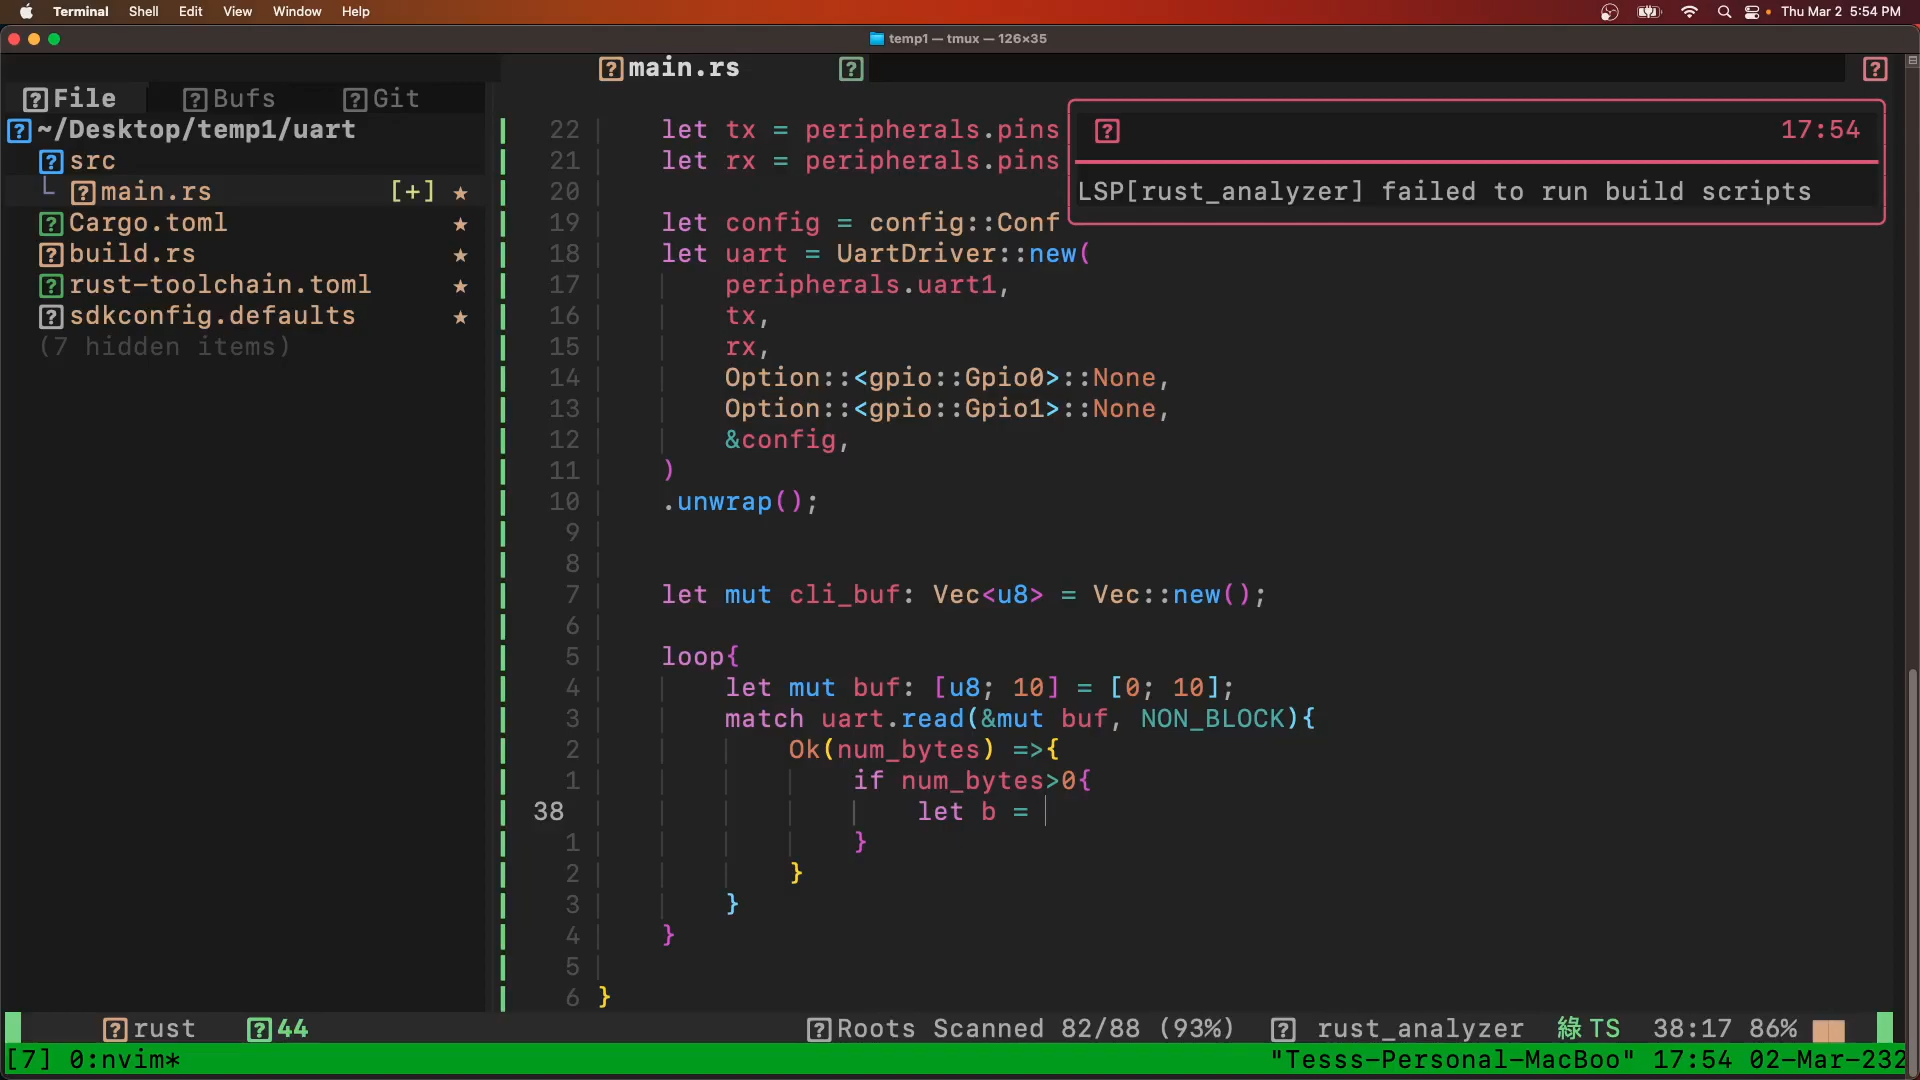 Terminal Shell Edit View Window Help Thu Mar 2 5:54 PM
temp1 — tmux — 126×35
main.rs
File Bufs Git
~/Desktop/temp1/uart
src
main.rs [+] ★
Cargo.toml ★
build.rs ★
rust-toolchain.toml ★
sdkconfig.defaults ★
(7 hidden items)
17:54
LSP[rust_analyzer] failed to run build scripts
22 let tx = peripherals.pins
21 let rx = peripherals.pins
20
19 let config = config::Conf
18 let uart = UartDriver::new(
17 peripherals.uart1,
16 tx,
15 rx,
14 Option::<gpio::Gpio0>::None,
13 Option::<gpio::Gpio1>::None,
12 &config,
11 )
10 .unwrap();
9
8
7 let mut cli_buf: Vec<u8> = Vec::new();
6
5 loop{
4 let mut buf: [u8; 10] = [0; 10];
3 match uart.read(&mut buf, NON_BLOCK){
2 Ok(num_bytes) =>{
1 if num_bytes>0{
38 let b =
1 }
2 }
3 }
4 }
5
6 }
rust 44 Roots Scanned 82/88 (93%) rust_analyzer 綠 TS 38:17 86%
[7] 0:nvim* "Tesss-Personal-MacBoo" 17:54 02-Mar-232